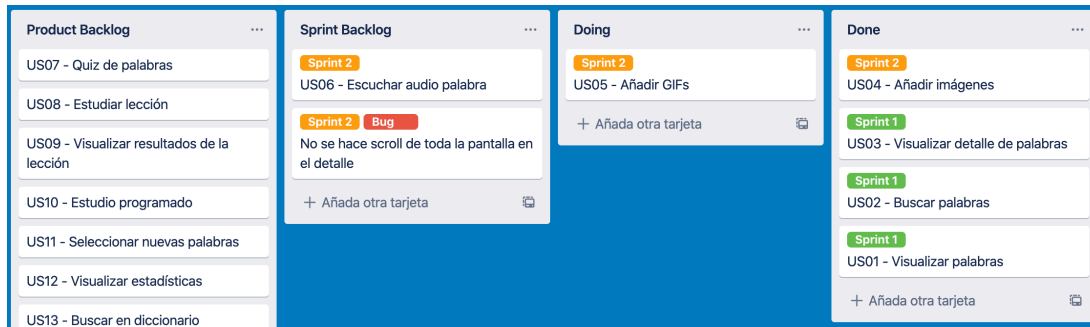 Product Backlog
US07 - Quiz de palabras
US08 - Estudiar lección
US09 - Visualizar resultados de la
lección
US10 - Estudio programado
US11 - Seleccionar nuevas palabras
US12 - Visualizar estadísticas
US13 - Buscar en diccionario
Sprint Backlog
Sprint 2
US06 - Escuchar audio palabra
Sprint 2 Bug
No se hace scroll de toda la pantalla en
el detalle
+ Añada otra tarjeta
Doing
Sprint 2
US05 - Añadir GIFs
+ Añada otra tarjeta
Done
Sprint 2
US04 - Añadir imágenes
Sprint 1
US03 - Visualizar detalle de palabras
Sprint 1
US02 - Buscar palabras
Sprint 1
US01 - Visualizar palabras
+ Añada otra tarjeta